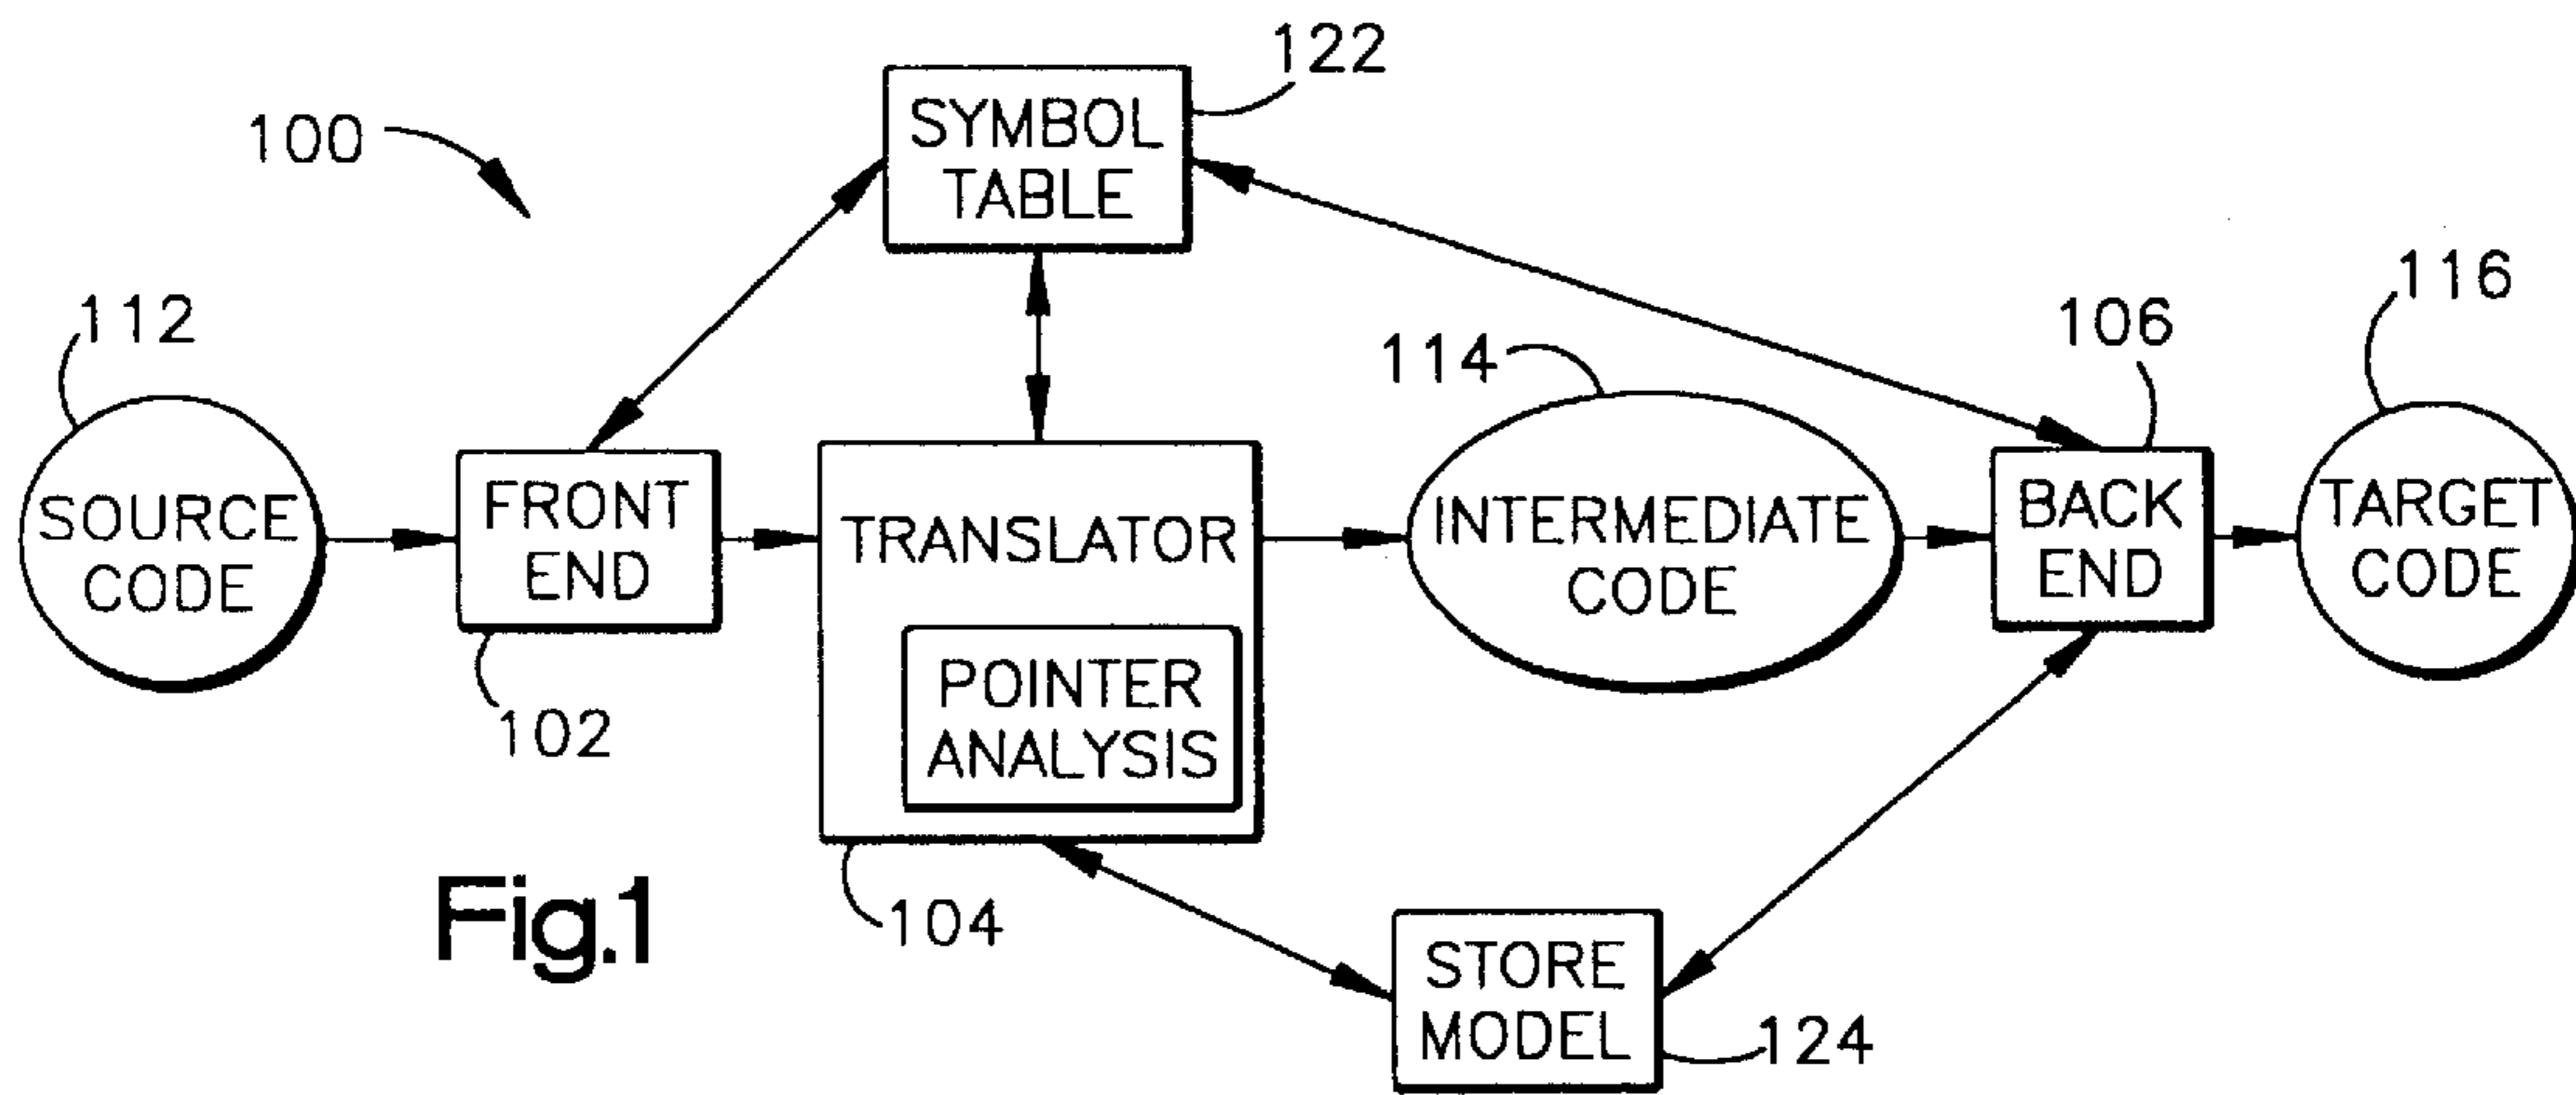 122
100
SYMBOL
TABLE
112
116
106
114
SOURCE
CODE
FRONT
END
TRANSLATOR
INTERMEDIATE
CODE
BACK
END
TARGET
CODE
POINTER
ANALYSIS
102
104
Fig.1
STORE
MODEL
124